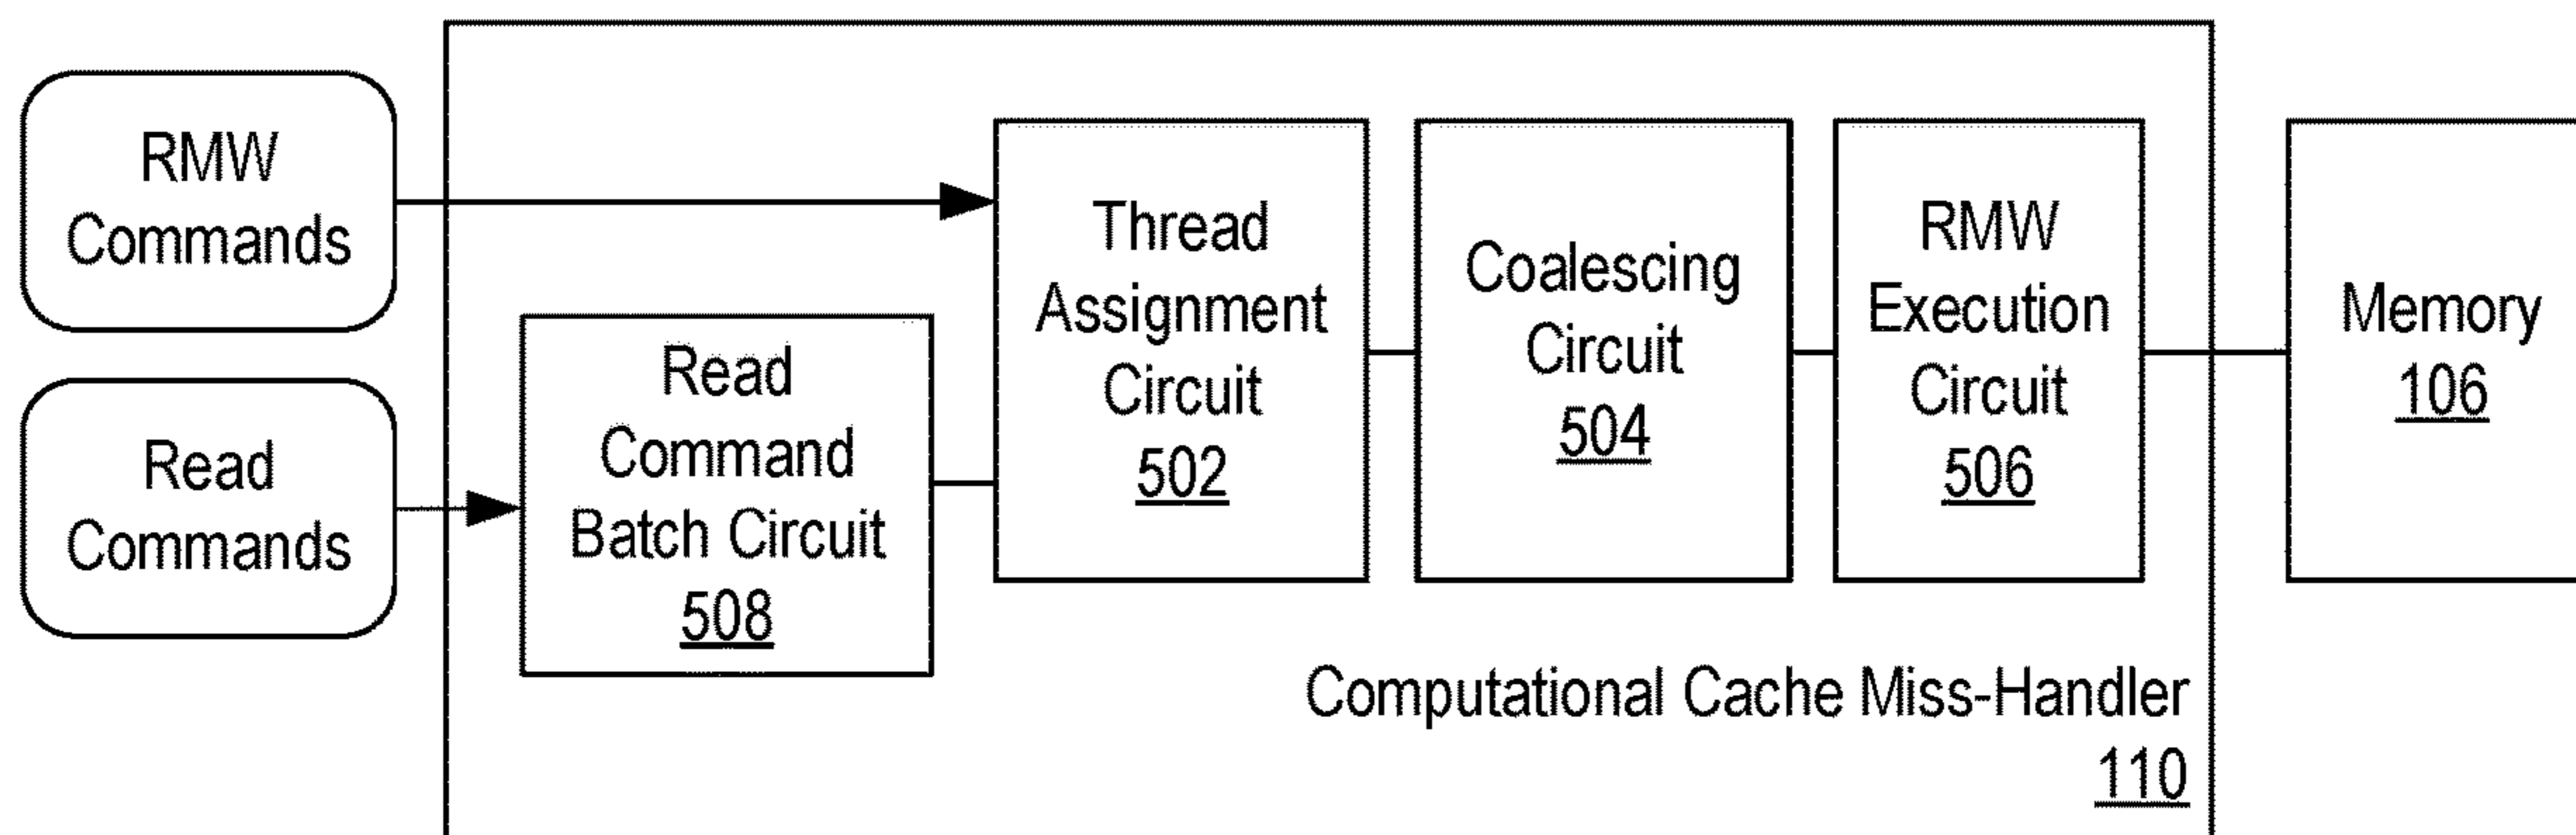 RMW
Commands
Read
Commands
Read
Command
Batch Circuit
508
Thread
Assignment
Circuit
502
Coalescing
Circuit
504
RMW
Execution
Circuit
506
Memory
106
Computational Cache Miss-Handler
110